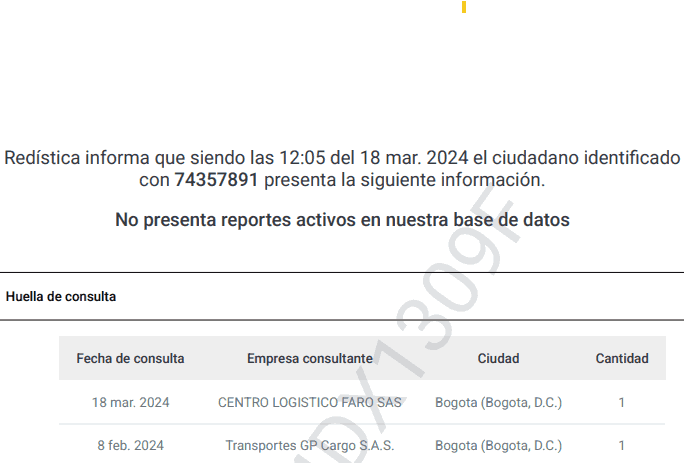 Redística informa que siendo las 12:05 del 18 mar. 2024 el ciudadano identificado
con 74357891 presenta la siguiente información.
No presenta reportes activos en nuestra base de datos
Huella de consulta
Fecha de consulta Empresa consultante Ciudad Cantidad
18 mar. 2024 CENTRO LOGISTICO FARO SAS Bogota (Bogota, D.C.) 1
8 feb. 2024 Transportes GP Cargo S.A.S. Bogota (Bogota, D.C.) 1
DX1309F